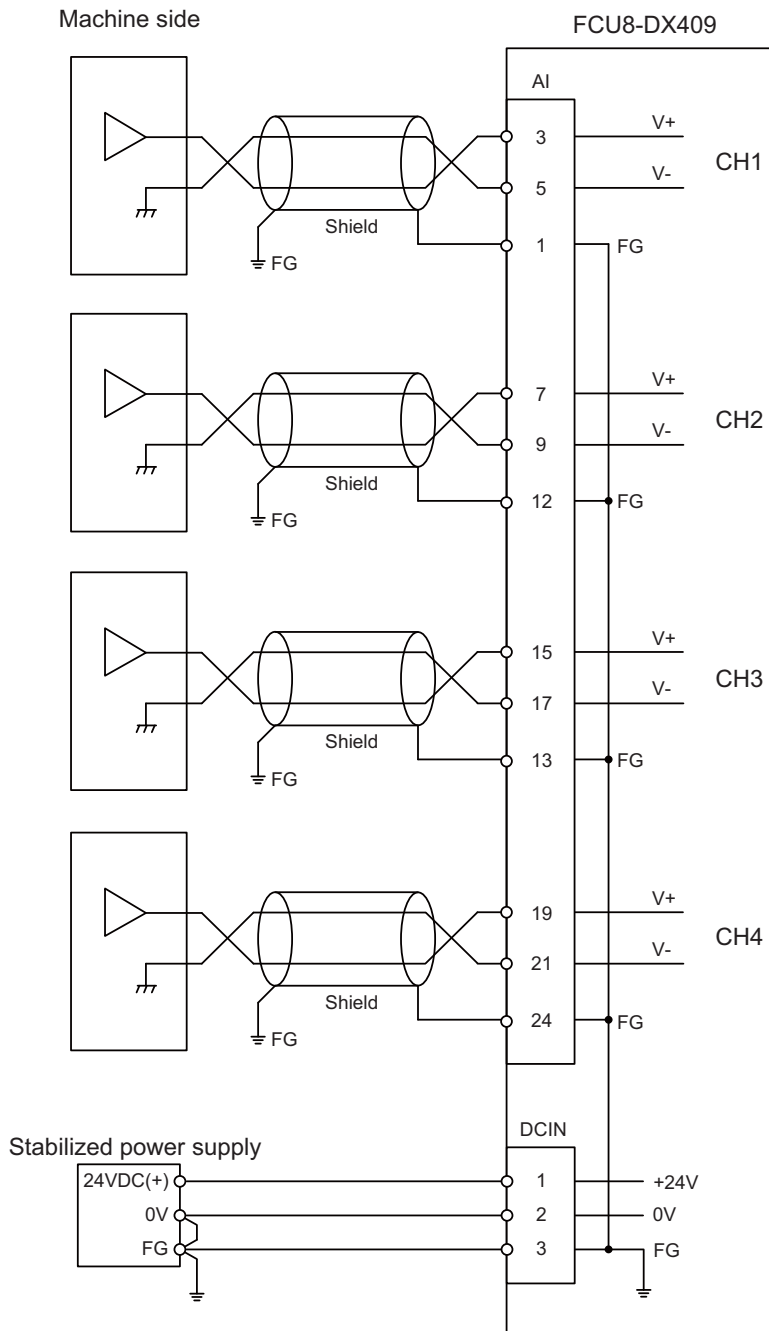 Machine side
FCU8-DX409
AI
3
V+
CH1
5
V-
Shield
1
FG
FG
7
V+
CH2
9
V-
Shield
12
FG
FG
15
V+
CH3
17
V-
Shield
13
FG
FG
19
V+
CH4
21
V-
Shield
24
FG
FG
DCIN
Stabilized power supply
24VDC(+)
1
+24V
0V
2
0V
FG
3
FG